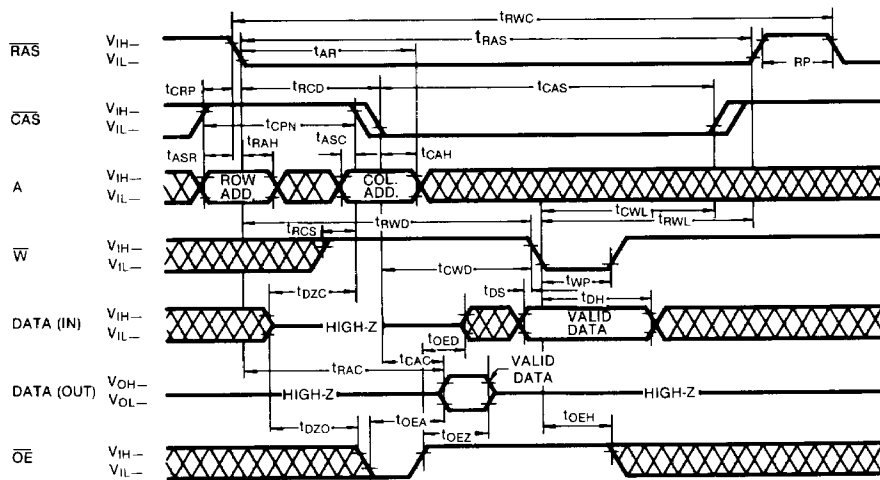 tRWC
RAS VIH— VIL—
tAR tRAS RP
tCRP tRCD tCAS
CAS VIH— VIL—
tCPN
tASR tRAH tASC tCAH
A VIH— VIL—
ROW ADD. COL. ADD.
tRWD tCWL tRWL
tRCS
W VIH— VIL—
tCWD tWP
tDZC tDS tDH
DATA (IN) VIH— VIL—
HIGH-Z VALID DATA
tOED
tRAC tCAC VALID DATA
DATA (OUT) VOH— VOL—
HIGH-Z HIGH-Z
tDZO tOEA tOEZ tOEH
OE VIH— VIL—